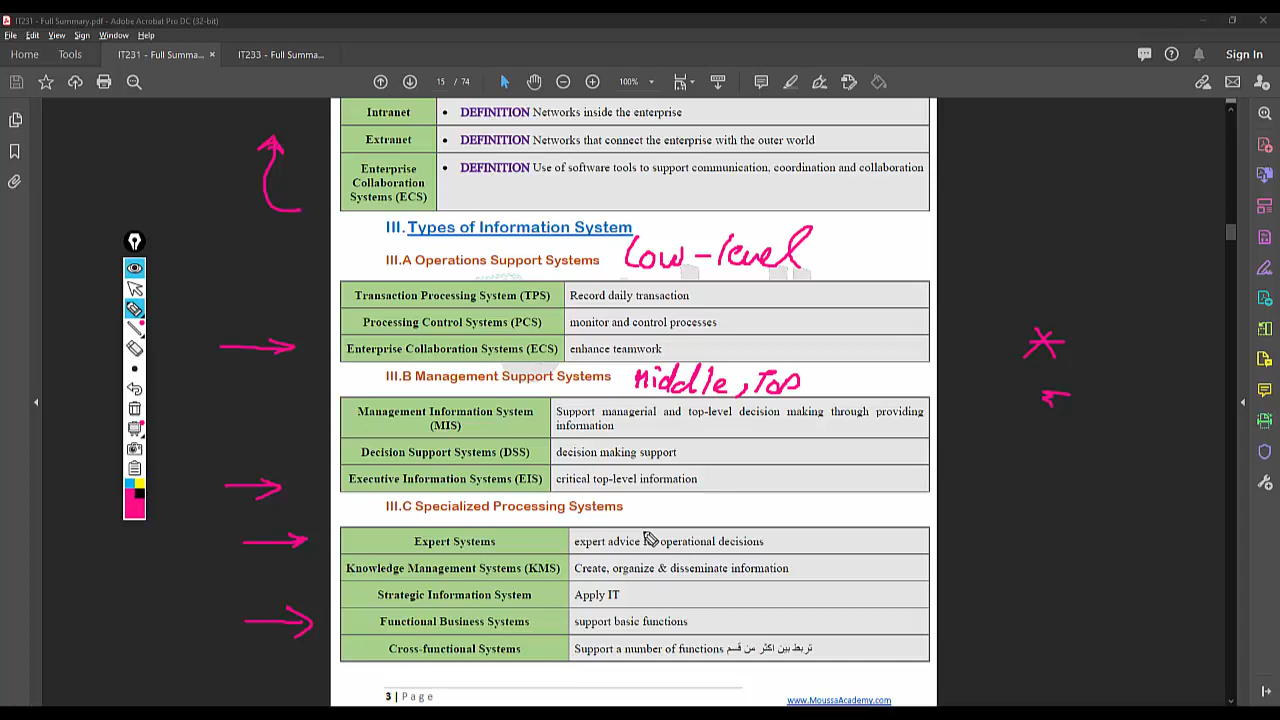 IT231 - Full Summary.pdf - Adobe Acrobat Pro DC (32-bit)
File Edit View Sign Window Help
Home Tools IT231 - Full Summa... × IT233 - Full Summa... Sign In
15 / 74 100%
Intranet • DEFINITION Networks inside the enterprise
Extranet • DEFINITION Networks that connect the enterprise with the outer world
Enterprise Collaboration Systems (ECS) • DEFINITION Use of software tools to support communication, coordination and collaboration
III. Types of Information System
III.A Operations Support Systems Low-level
Transaction Processing System (TPS) Record daily transaction
Processing Control Systems (PCS) monitor and control processes
Enterprise Collaboration Systems (ECS) enhance teamwork
III.B Management Support Systems Middle, Top
Management Information System (MIS) Support managerial and top-level decision making through providing information
Decision Support Systems (DSS) decision making support
Executive Information Systems (EIS) critical top-level information
III.C Specialized Processing Systems
Expert Systems expert advice operational decisions
Knowledge Management Systems (KMS) Create, organize & disseminate information
Strategic Information System Apply IT
Functional Business Systems support basic functions
Cross-functional Systems Support a number of functions تربط بين اكثر من قسم
3 | Page
www.MoussaAcademy.com